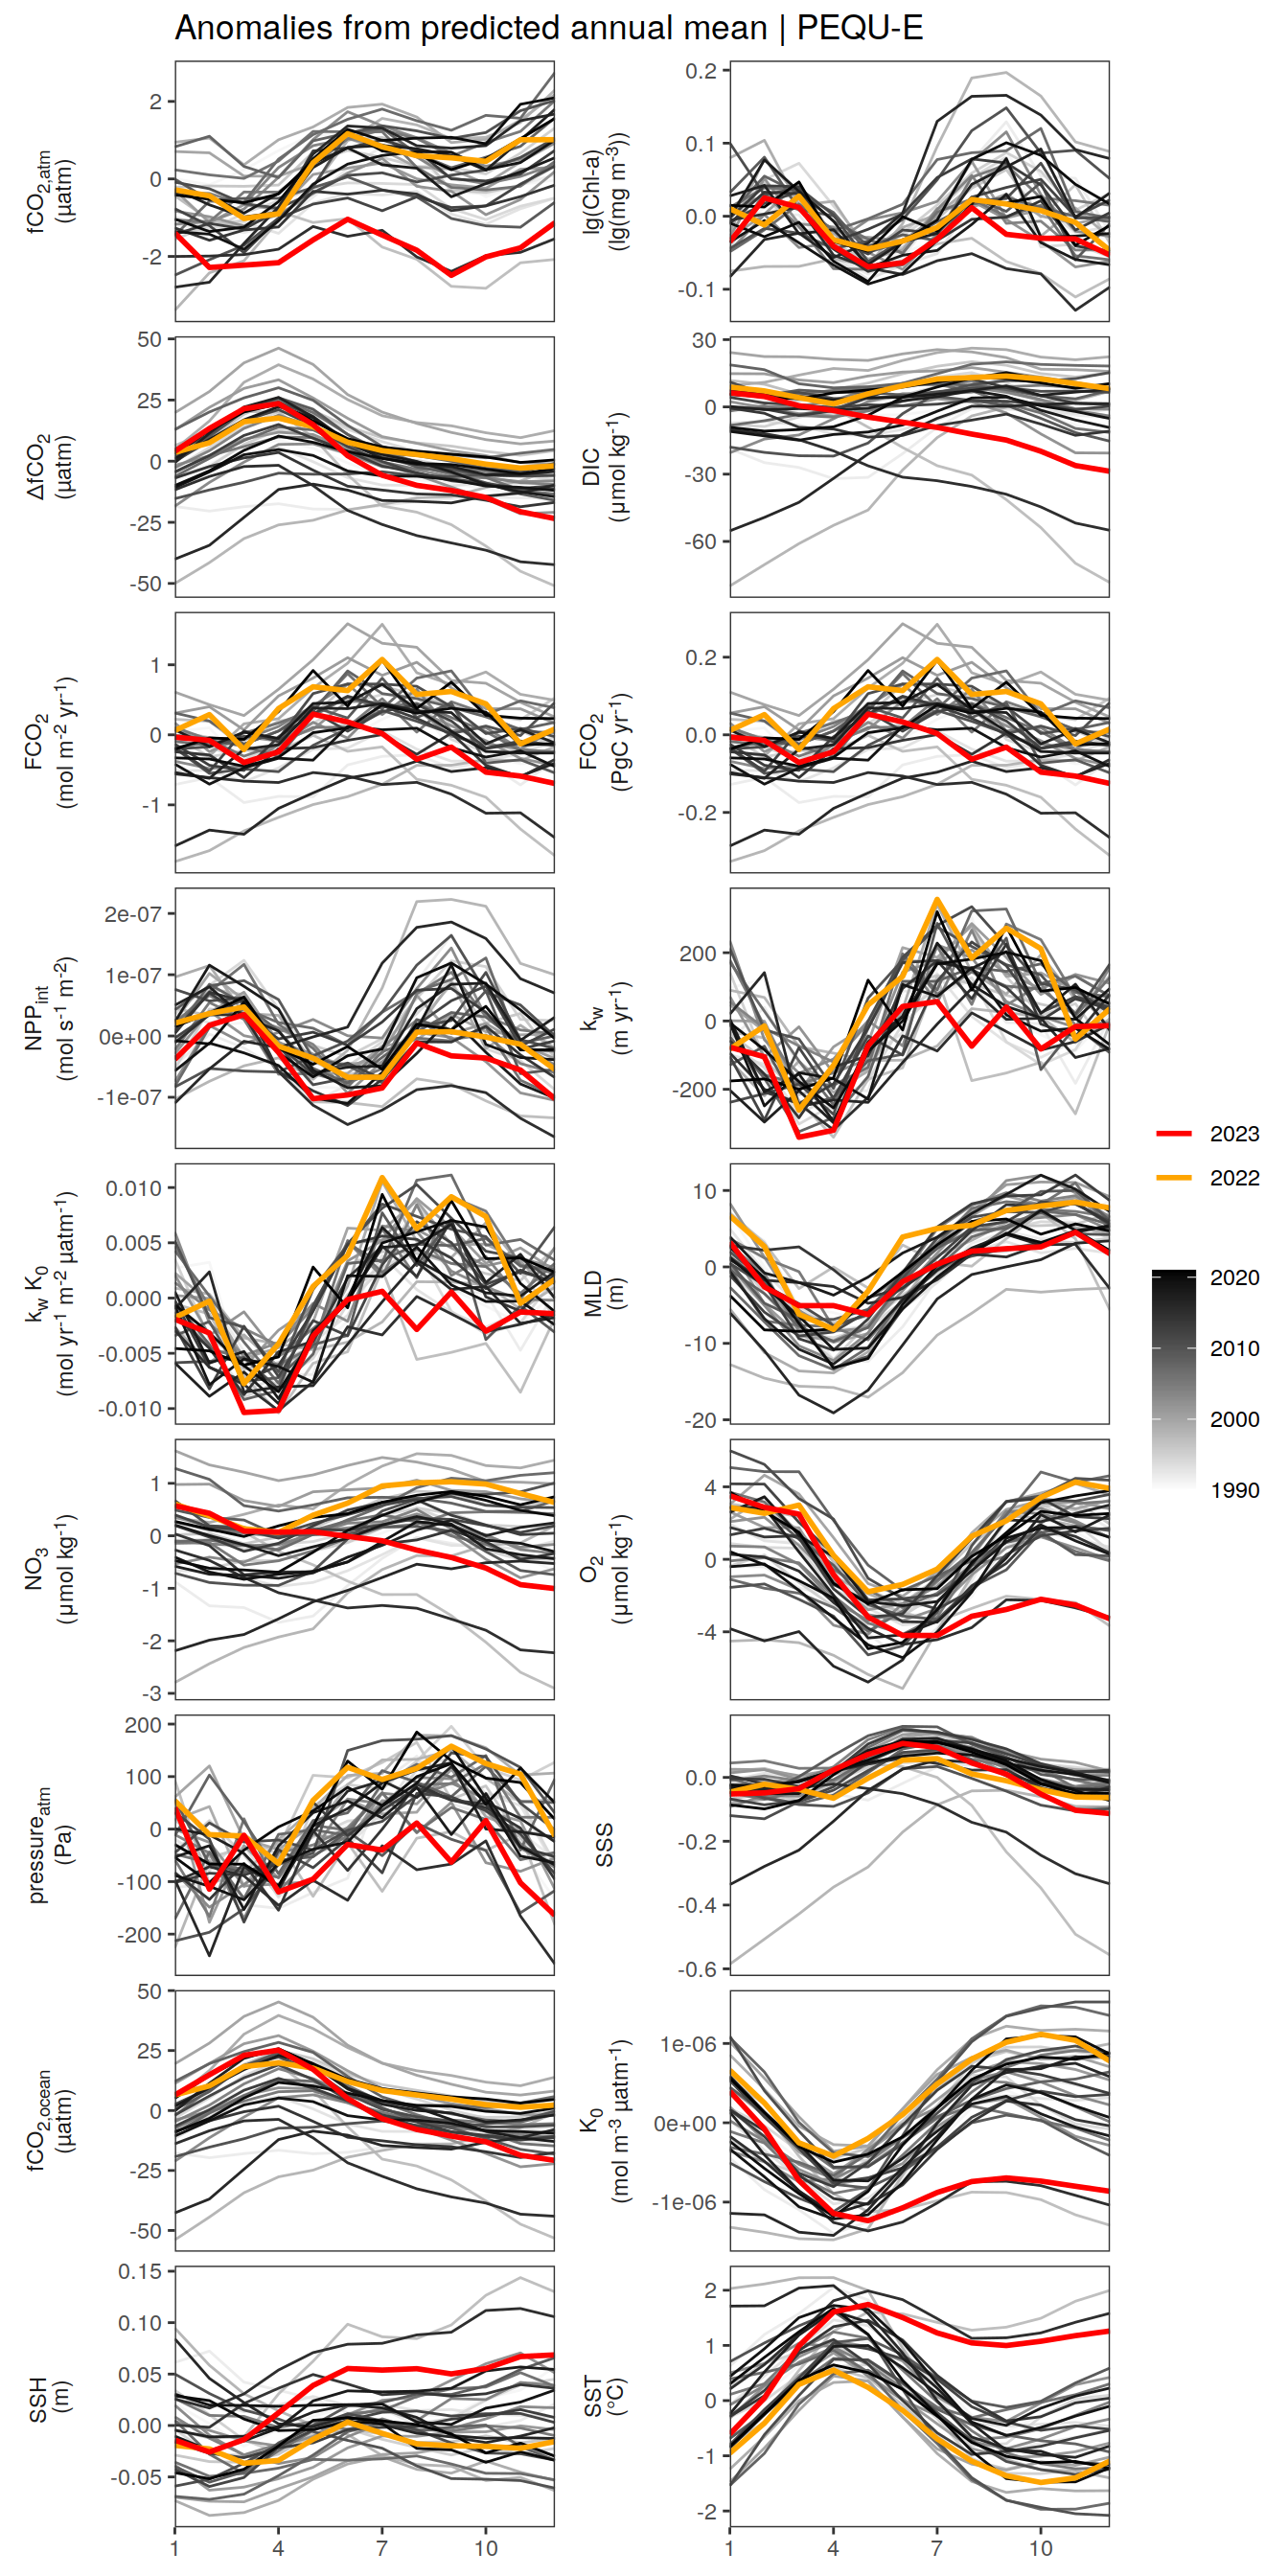 Anomalies from predicted annual mean | PEQU-E
fCO2,atm
(µatm)
2
0
-2
lg(Chl-a)
(lg(mg m-3))
0.2
0.1
0.0
-0.1
ΔfCO2
(µatm)
50
25
0
-25
-50
DIC
(µmol kg-1)
30
0
-30
-60
FCO2
(mol m-2 yr-1)
1
0
-1
FCO2
(PgC yr-1)
0.2
0.0
-0.2
NPPint
(mol s-1 m-2)
2e-07
1e-07
0e+00
-1e-07
kw
(m yr-1)
200
0
-200
kw K0
(mol yr-1 m-2 µatm-1)
0.010
0.005
0.000
-0.005
-0.010
MLD
(m)
10
0
-10
-20
NO3
(µmol kg-1)
1
0
-1
-2
-3
O2
(µmol kg-1)
4
0
-4
pressureatm
(Pa)
200
100
0
-100
-200
SSS
0.0
-0.2
-0.4
-0.6
fCO2,ocean
(µatm)
50
25
0
-25
-50
K0
(mol m-3 µatm-1)
1e-06
0e+00
-1e-06
SSH
(m)
0.15
0.10
0.05
0.00
-0.05
SST
(°C)
2
1
0
-1
-2
1 4 7 10
1 4 7 10
2023
2022
2020
2010
2000
1990